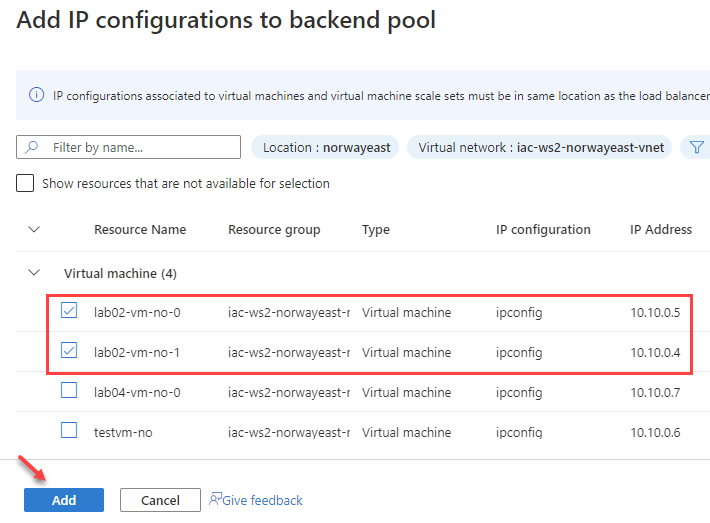 Add IP configurations to backend pool
IP configurations associated to virtual machines and virtual machine scale sets must be in same location as the load balancer
Filter by name...
Location : norwayeast
Virtual network : iac-ws2-norwayeast-vnet
Show resources that are not available for selection
Resource Name Resource group Type IP configuration IP Address
Virtual machine (4)
lab02-vm-no-0 iac-ws2-norwayeast-r Virtual machine ipconfig 10.10.0.5
lab02-vm-no-1 iac-ws2-norwayeast-r Virtual machine ipconfig 10.10.0.4
lab04-vm-no-0 iac-ws2-norwayeast-r Virtual machine ipconfig 10.10.0.7
testvm-no iac-ws2-norwayeast-r Virtual machine ipconfig 10.10.0.6
Add Cancel Give feedback